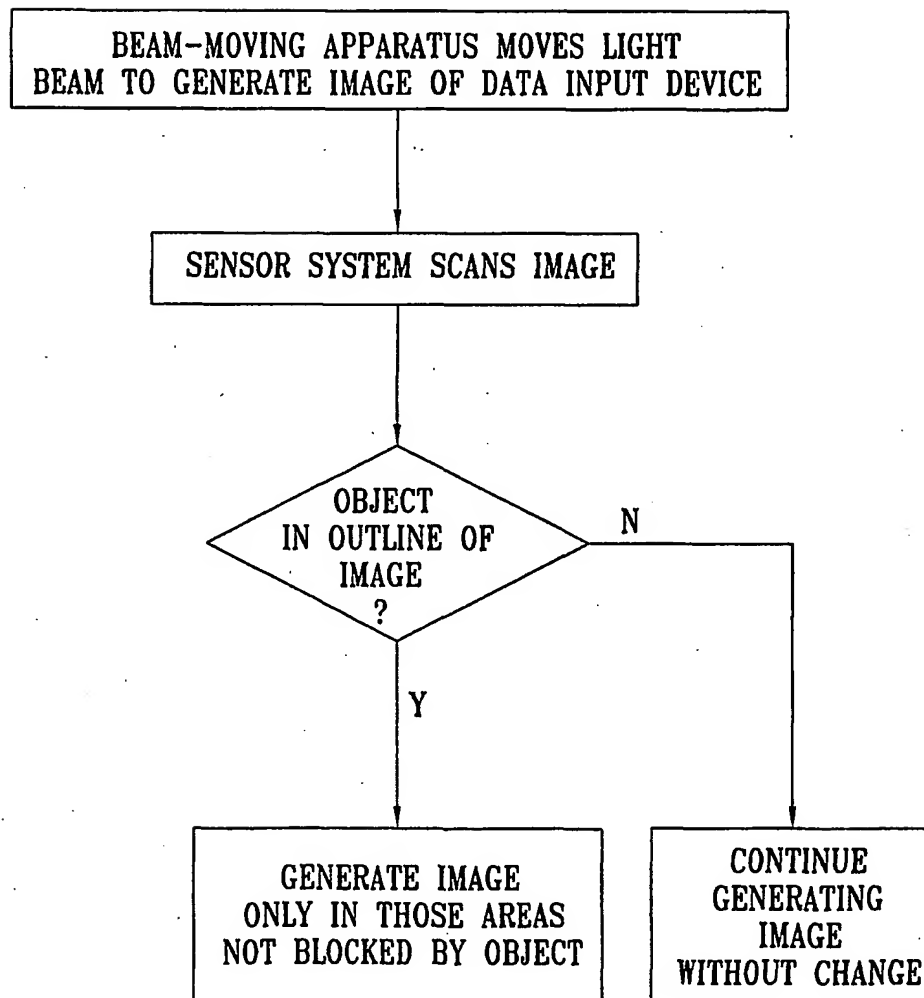 BEAM-MOVING APPARATUS MOVES LIGHT
BEAM TO GENERATE IMAGE OF DATA INPUT DEVICE
SENSOR SYSTEM SCANS IMAGE
OBJECT
IN OUTLINE OF
IMAGE
?
N
Y
GENERATE IMAGE
ONLY IN THOSE AREAS
NOT BLOCKED BY OBJECT
CONTINUE
GENERATING
IMAGE
WITHOUT CHANGE